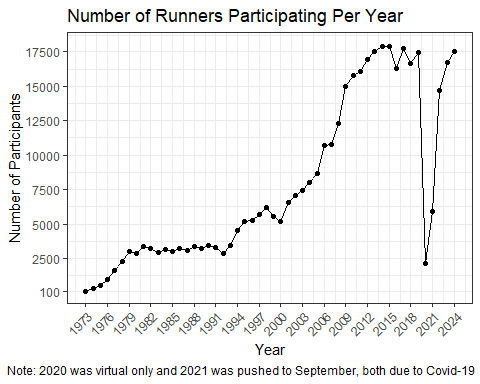 Number of Runners Participating Per Year
Number of Participants
17500
15000
12500
10000
7500
5000
2500
100
1973 1976 1979 1982 1985 1988 1991 1994 1997 2000 2003 2006 2009 2012 2015 2018 2021 2024
Year
Note: 2020 was virtual only and 2021 was pushed to September, both due to Covid-19